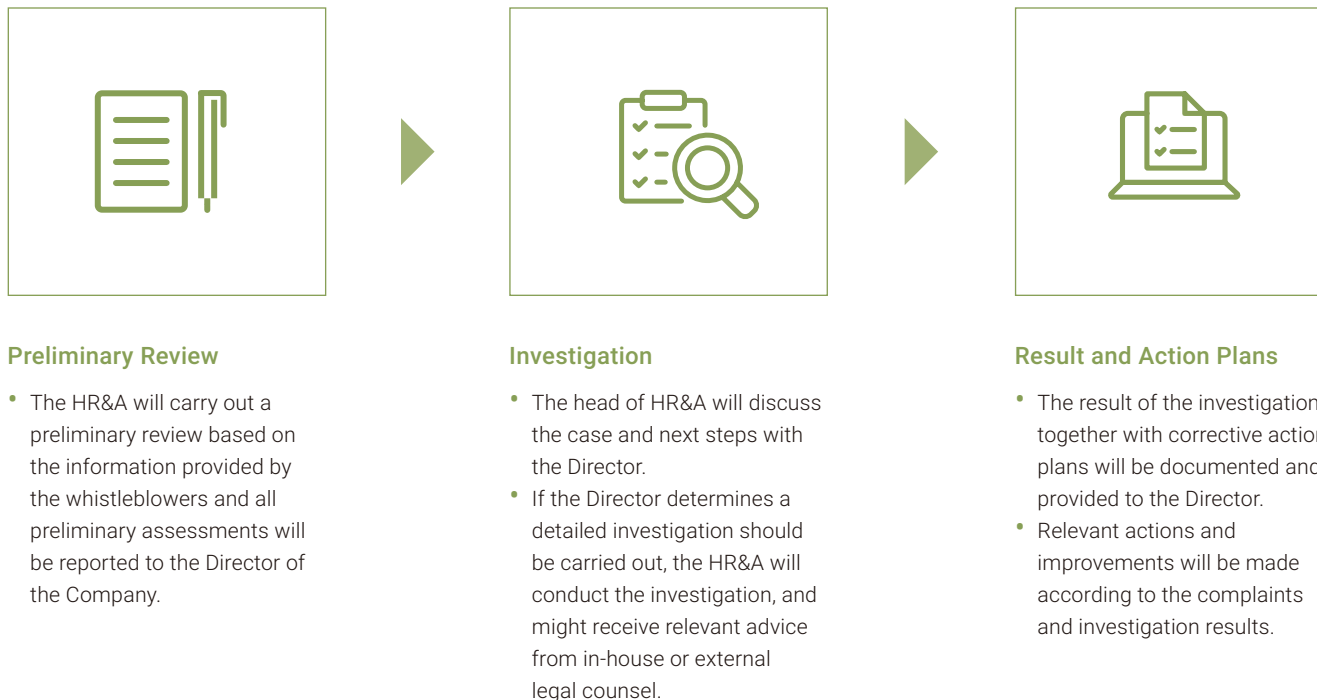 Preliminary Review
• The HR&A will carry out a
preliminary review based on
the information provided by
the whistleblowers and all
preliminary assessments will
be reported to the Director of
the Company.
Investigation
• The head of HR&A will discuss
the case and next steps with
the Director.
• If the Director determines a
detailed investigation should
be carried out, the HR&A will
conduct the investigation, and
might receive relevant advice
from in-house or external
legal counsel.
Result and Action Plans
• The result of the investigation
together with corrective action
plans will be documented and
provided to the Director.
• Relevant actions and
improvements will be made
according to the complaints
and investigation results.